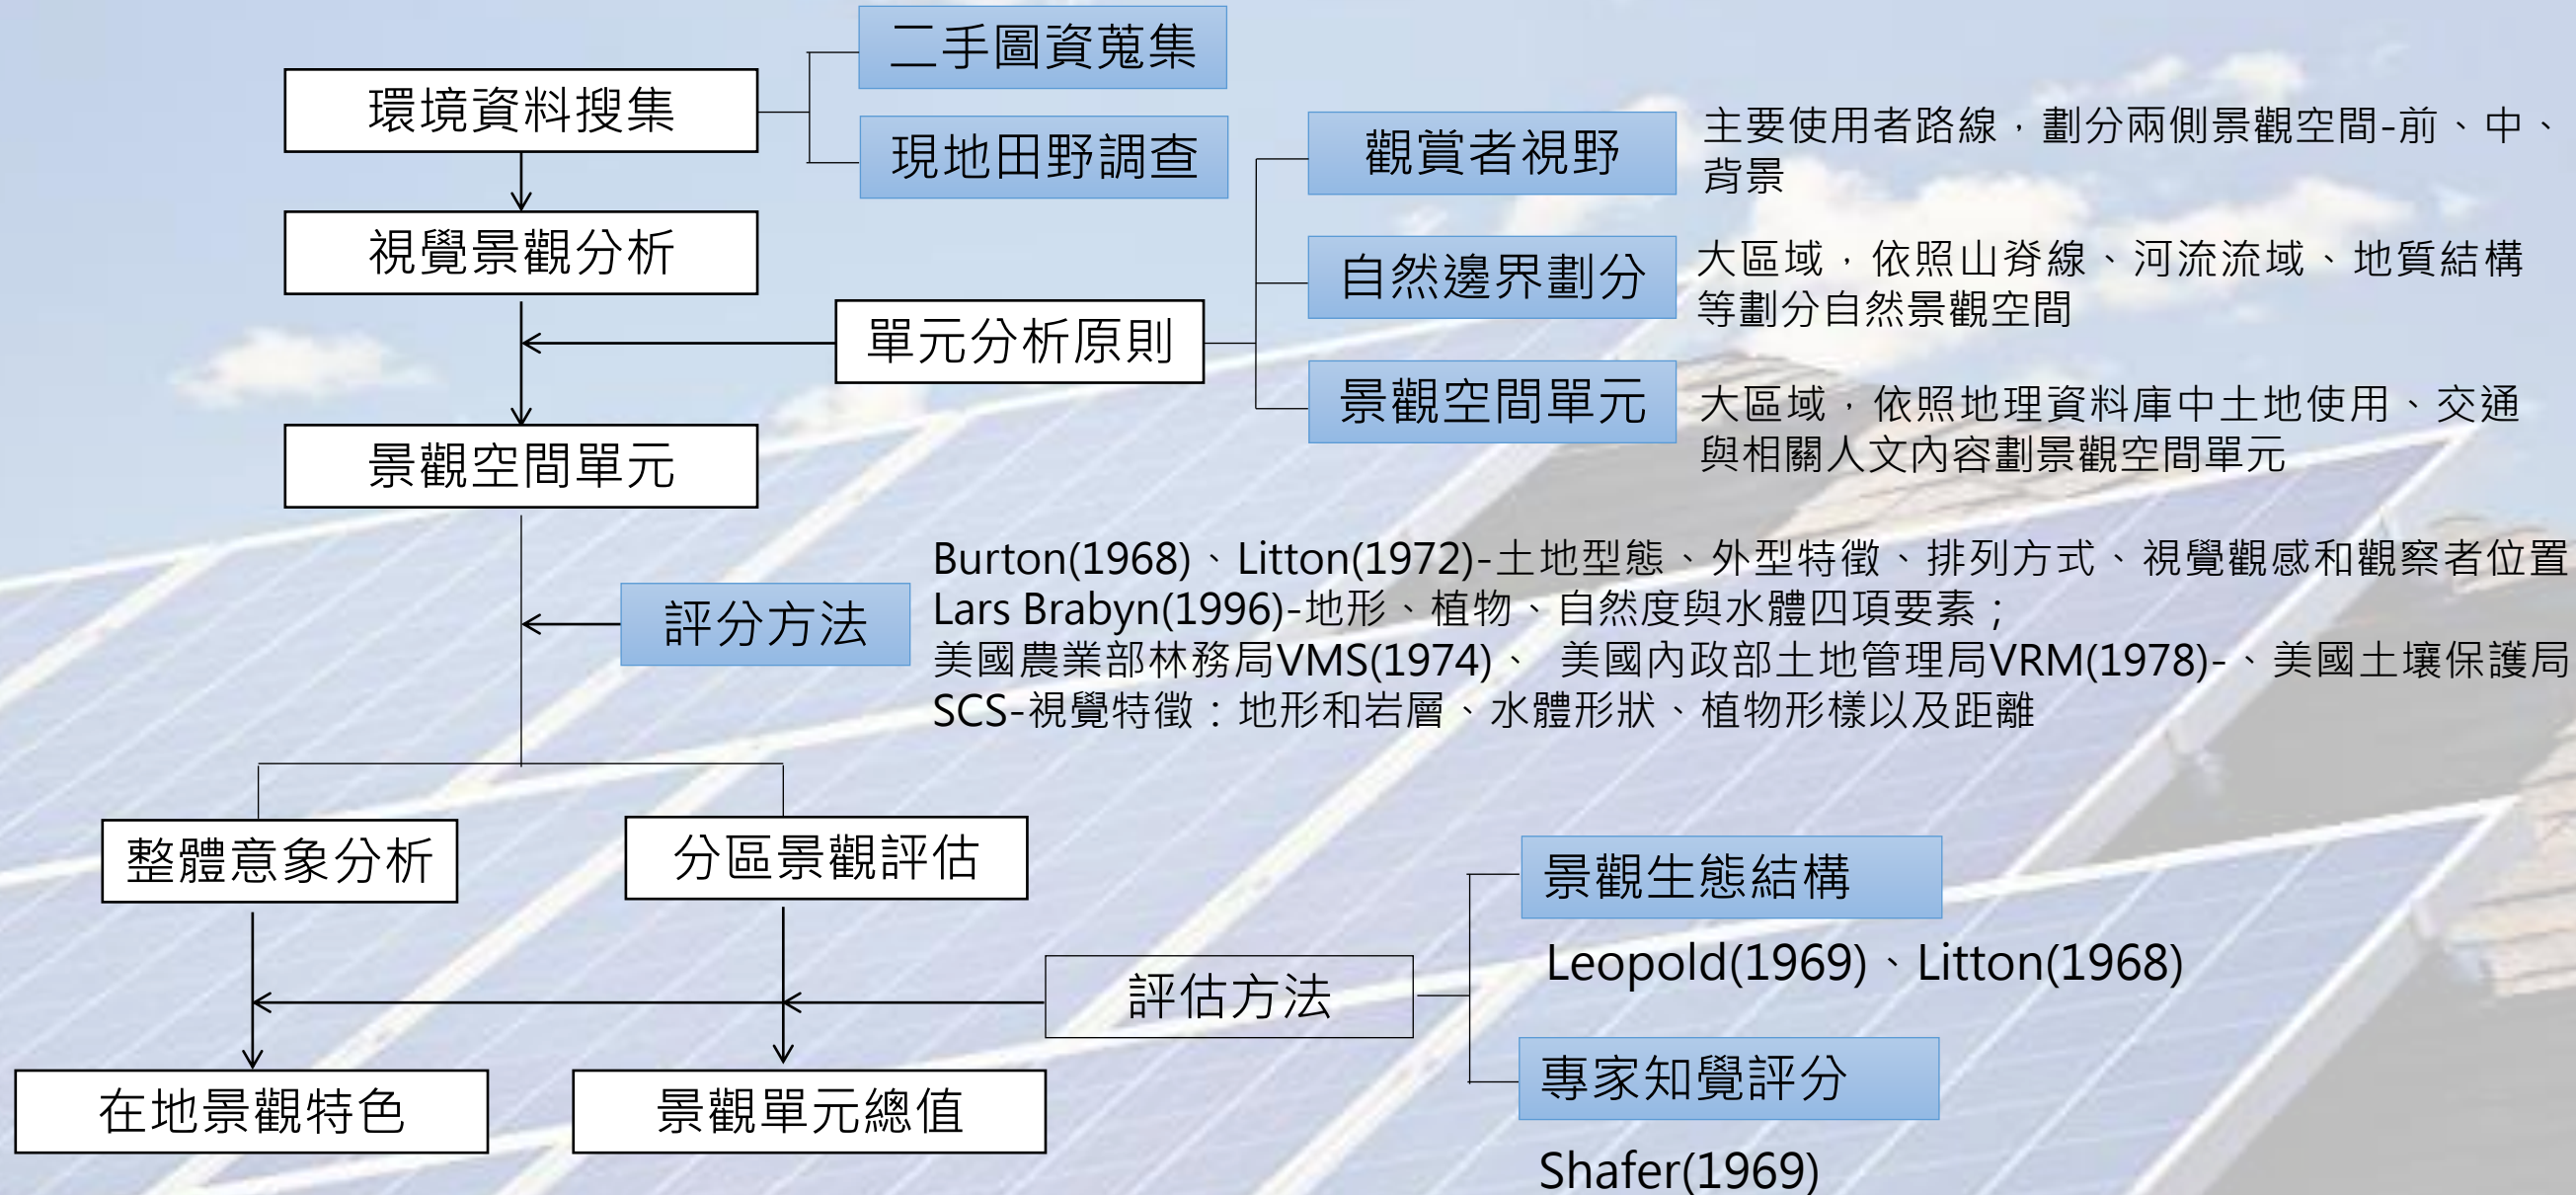 二手圖資蒐集
環境資料搜集
現地田野調查
觀賞者視野
主要使用者路線，劃分兩側景觀空間-前、中、
背景
視覺景觀分析
自然邊界劃分
大區域，依照山脊線、河流流域、地質結構
等劃分自然景觀空間
單元分析原則
景觀空間單元
大區域，依照地理資料庫中土地使用、交通
與相關人文內容劃景觀空間單元
景觀空間單元
評分方法
Burton(1968)、Litton(1972)-土地型態、外型特徵、排列方式、視覺觀感和觀察者位置
Lars Brabyn(1996)-地形、植物、自然度與水體四項要素；
美國農業部林務局VMS(1974)、 美國內政部土地管理局VRM(1978)-、美國土壤保護局
SCS-視覺特徵：地形和岩層、水體形狀、植物形樣以及距離
整體意象分析
分區景觀評估
景觀生態結構
Leopold(1969)、Litton(1968)
評估方法
專家知覺評分
Shafer(1969)
在地景觀特色
景觀單元總值